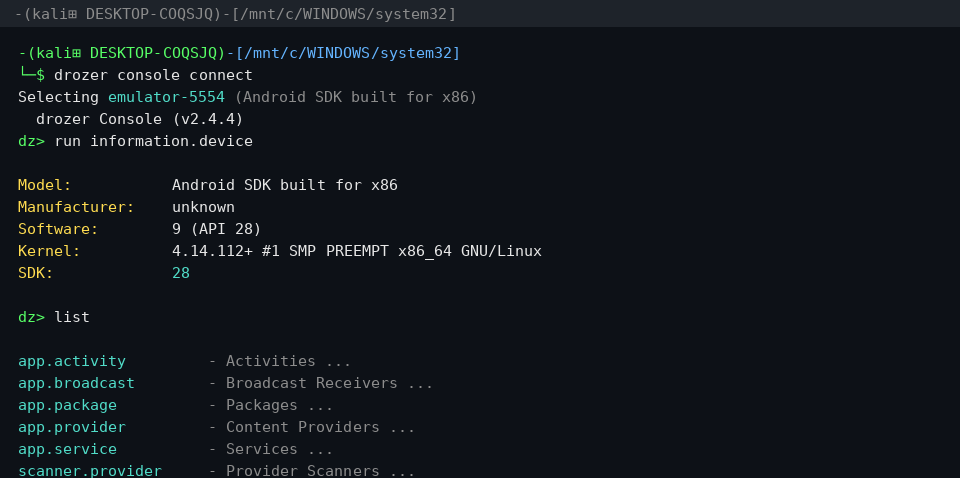 -(kali⊞ DESKTOP-COQSJQ)-[/mnt/c/WINDOWS/system32]
-(kali⊞ DESKTOP-COQSJQ)-[/mnt/c/WINDOWS/system32]
└─$ drozer console connect
Selecting emulator-5554 (Android SDK built for x86)
drozer Console (v2.4.4)
dz> run information.device
Model: Android SDK built for x86
Manufacturer: unknown
Software: 9 (API 28)
Kernel: 4.14.112+ #1 SMP PREEMPT x86_64 GNU/Linux
SDK: 28
dz> list
app.activity - Activities ...
app.broadcast - Broadcast Receivers ...
app.package - Packages ...
app.provider - Content Providers ...
app.service - Services ...
scanner.provider - Provider Scanners ...